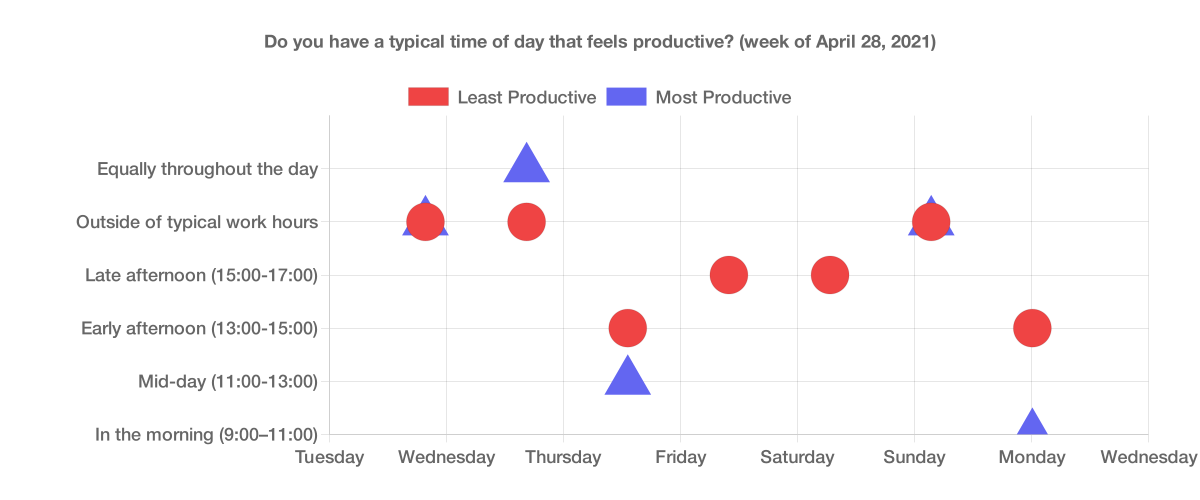 Do you have a typical time of day that feels productive? (week of April 28, 2021)
Least Productive Most Productive
Equally throughout the day
Outside of typical work hours
Late afternoon (15:00-17:00)
Early afternoon (13:00-15:00)
Mid-day (11:00-13:00)
In the morning (9:00–11:00)
Tuesday Wednesday Thursday Friday Saturday Sunday Monday Wednesday